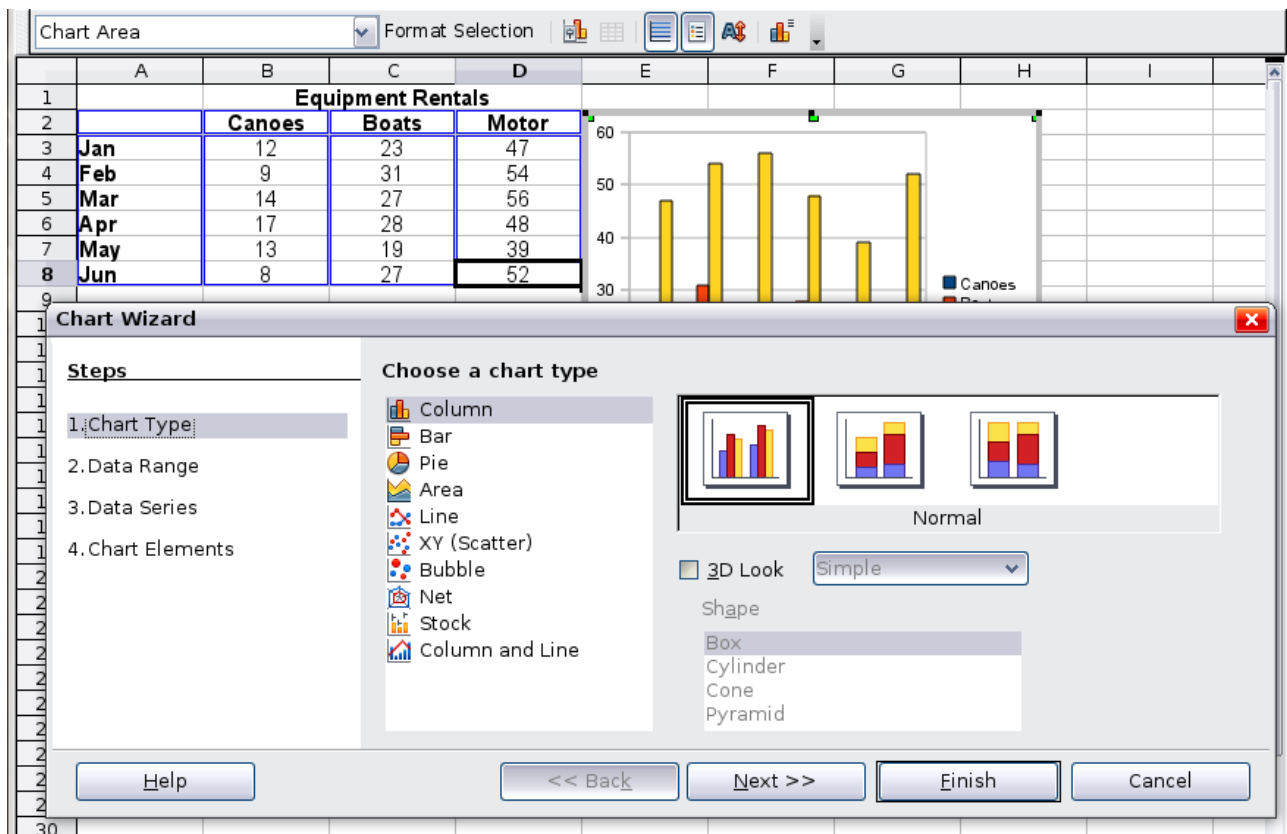 Chart Area Format Selection
A B C D E F G H I
1 Equipment Rentals
2 Canoes Boats Motor
3 Jan 12 23 47
4 Feb 9 31 54
5 Mar 14 27 56
6 Apr 17 28 48
7 May 13 19 39
8 Jun 8 27 52
9
60
50
40
30
Canoes
Chart Wizard
Steps
1.Chart Type
2.Data Range
3.Data Series
4.Chart Elements
Choose a chart type
Column
Bar
Pie
Area
Line
XY (Scatter)
Bubble
Net
Stock
Column and Line
Normal
3D Look Simple
Shape
Box
Cylinder
Cone
Pyramid
Help << Back Next >> Finish Cancel
30